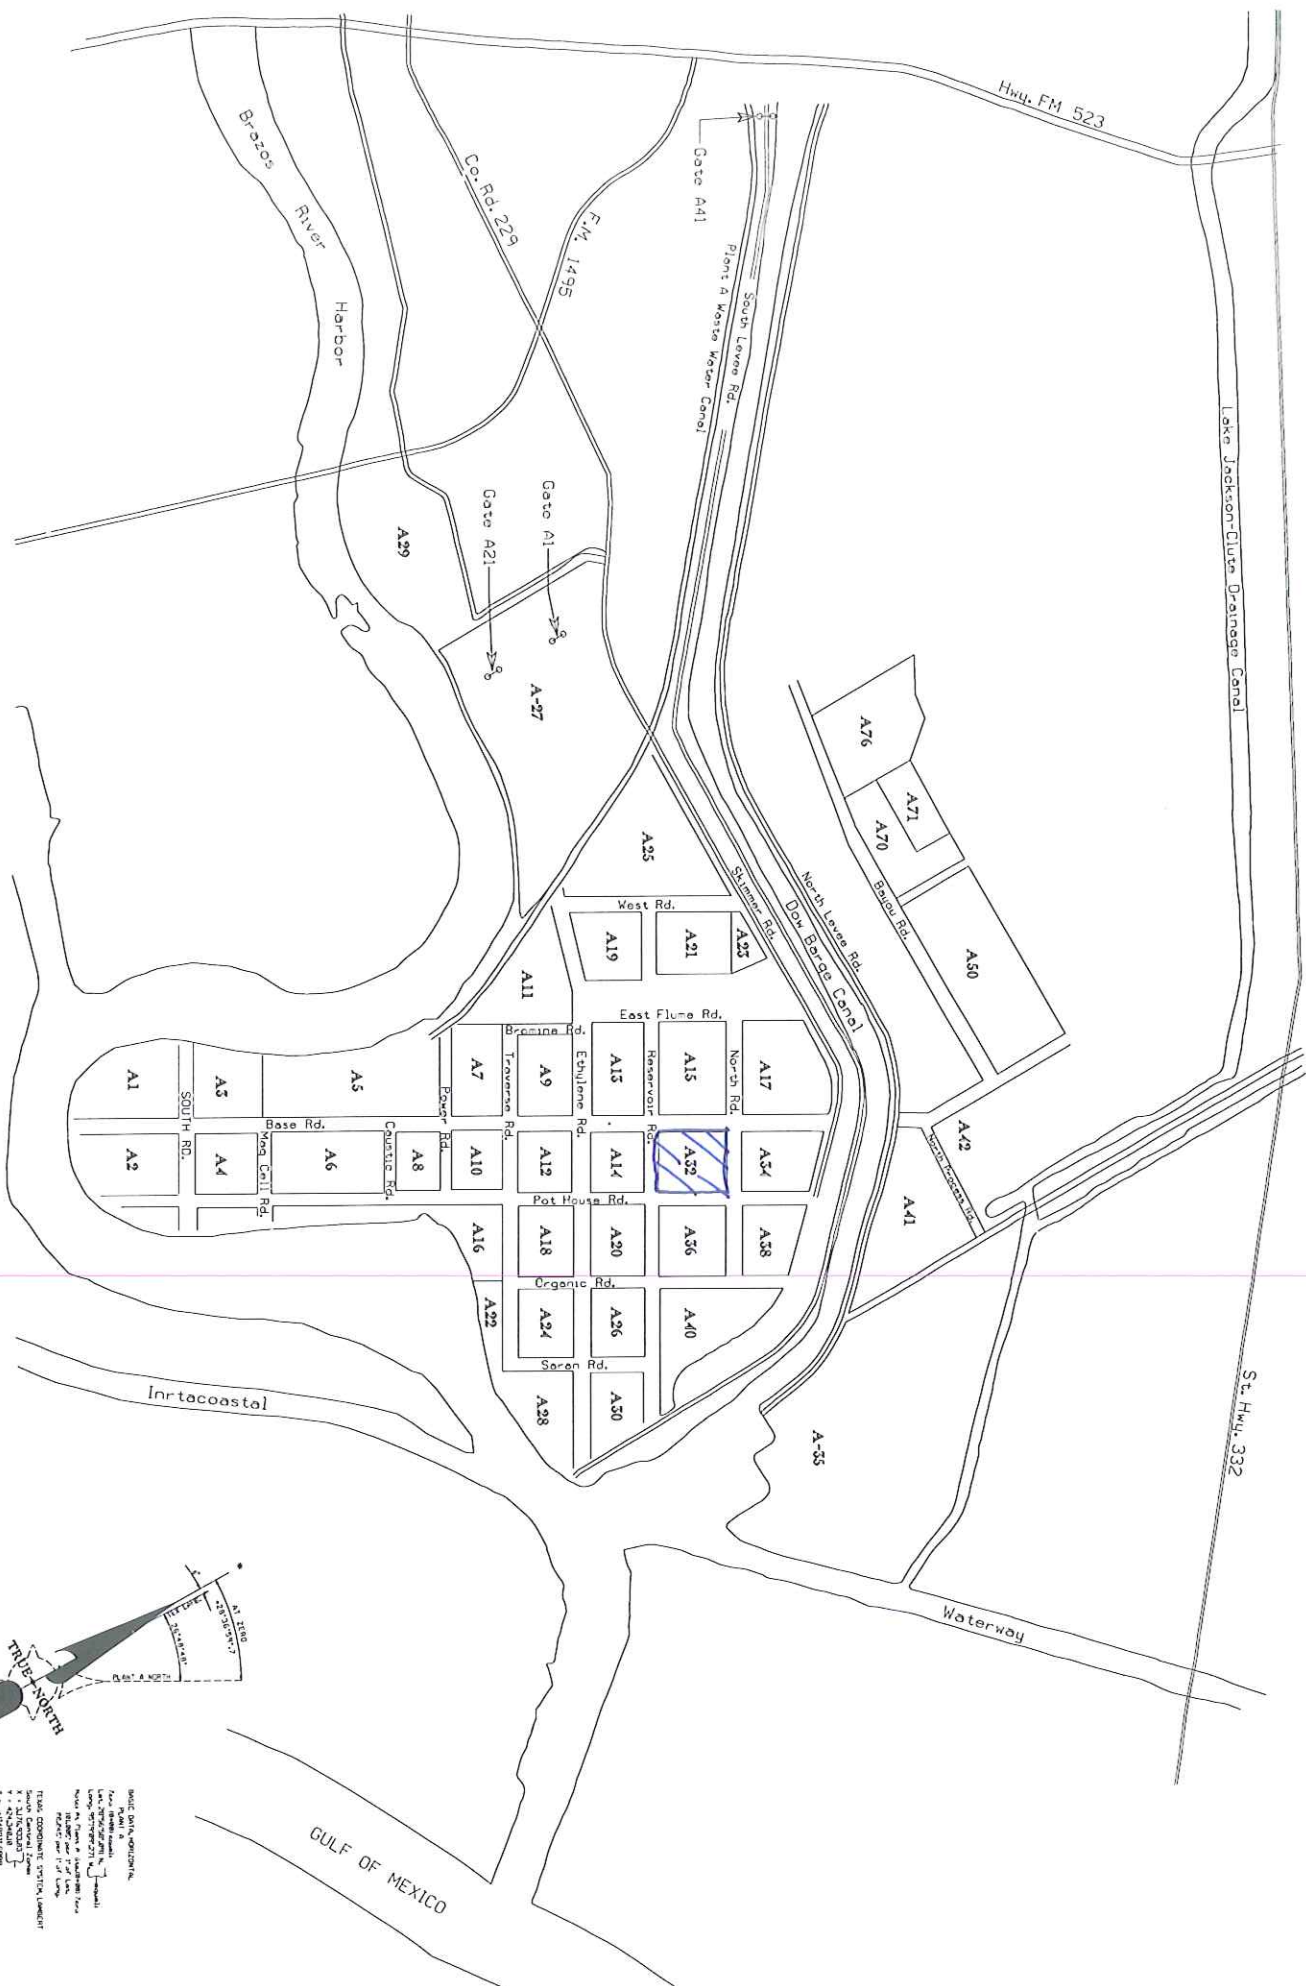 Hwy. FM 523
Brazos
River
Harbor
Co. Rd. 229
F.M. 1495
Gate A41
Plant A Waste Water Canal
South Levee Rd.
Lake Jackson-Clute Drainage Canal
Gate A1
Gate A21
A29
A-27
A76
A71
A70
A50
Bayou Rd.
North Levee Rd.
Dow Barge Canal
Skimmer Rd.
A25
West Rd.
A19
A21
A23
A11
East Flume Rd.
Bromine Rd.
A1
A3
A5
A7
A9
A13
A15
A17
SOUTH RD.
Power Rd.
Traverse Rd.
Ethylene Rd.
Reservoir Rd.
North Rd.
Base Rd.
Mag Cell Rd.
Caustic Rd.
A2
A4
A6
A8
A10
A12
A14
A32
A34
A42
North Process Rd.
A41
Pot House Rd.
A16
A18
A20
A36
A38
Organic Rd.
A22
A24
A26
A40
Saran Rd.
A28
A30
A-35
St. Hwy. 332
Inrtacoastal
Waterway
GULF OF MEXICO
AT ZERO
PLANT A NORTH
TRUE NORTH
BASIC DATA, HORIZONTAL
PLANT A
TEXAS COORDINATE SYSTEM, LAMBERT
South Central Zone